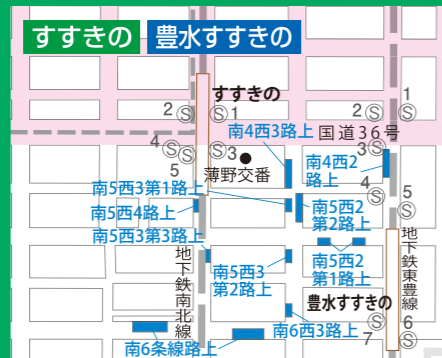 すすきの 豊水すすきの
すすきの
1
2 Ⓢ Ⓢ 1
2 Ⓢ Ⓢ
南4西3路上
国道36号
4 Ⓢ Ⓢ Ⓢ 3
3 Ⓢ
5
薄野交番
南4西2
路上
4
Ⓢ
5
Ⓢ
南5西3第1路上
南5西4路上
南5西2
第2路上
南5西3第3路上
地下鉄南北線
南5西3
第2路上
南5西2
第1路上
地下鉄東豊線
豊水すすきの
Ⓢ 6
7 Ⓢ
南6西3路上
南6条線路上